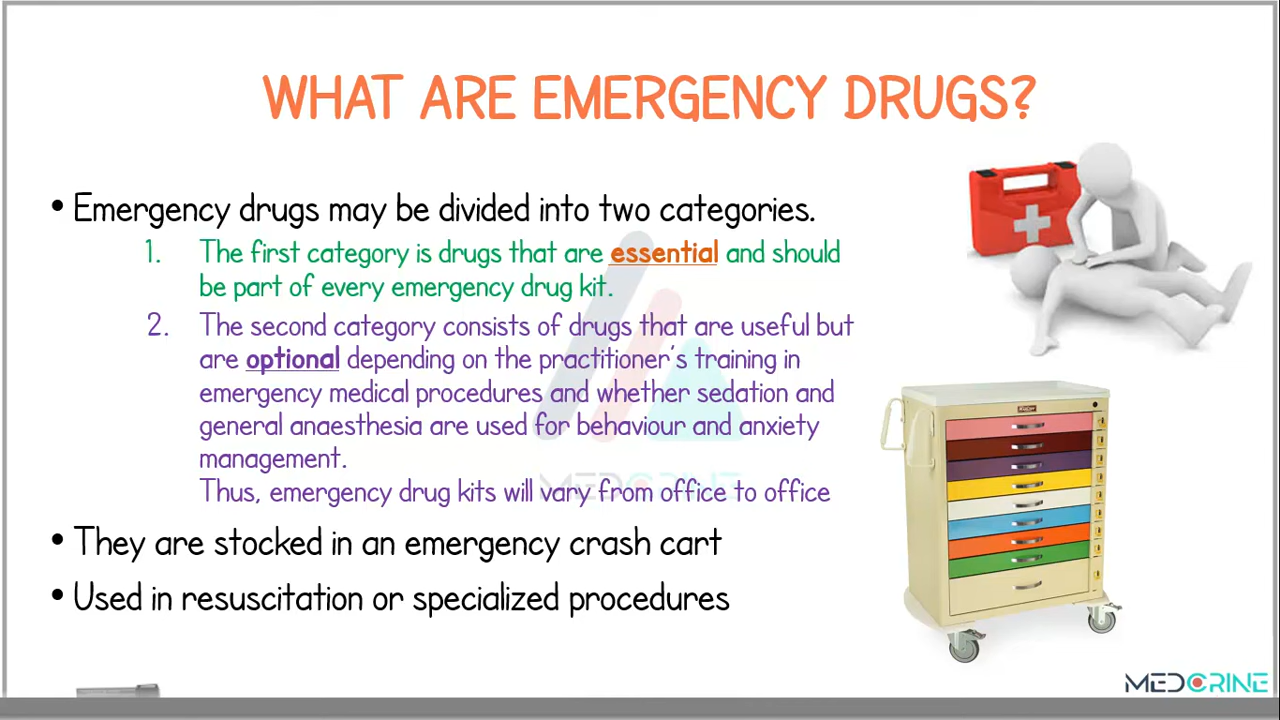 WHAT ARE EMERGENCY DRUGS?
• Emergency drugs may be divided into two categories.
1. The first category is drugs that are essential and should
be part of every emergency drug kit.
2. The second category consists of drugs that are useful but
are optional depending on the practitioner's training in
emergency medical procedures and whether sedation and
general anaesthesia are used for behaviour and anxiety
management.
Thus, emergency drug kits will vary from office to office
• They are stocked in an emergency crash cart
• Used in resuscitation or specialized procedures
MEDCRINE
MEDCRINE